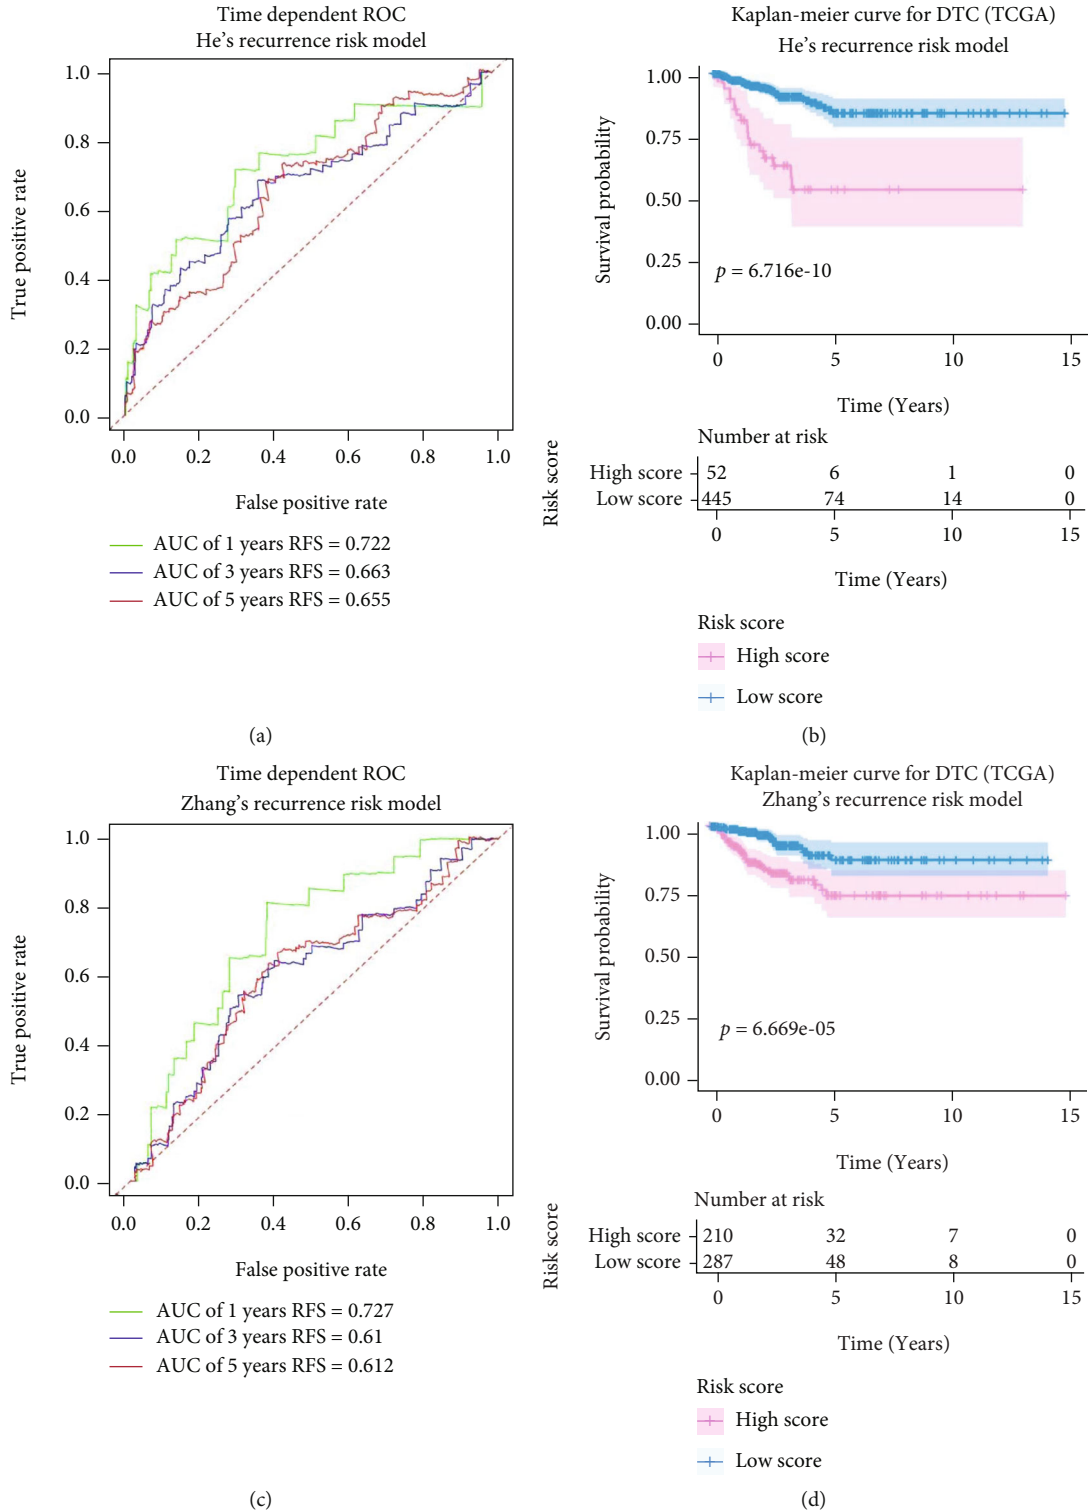 Time dependent ROC
He's recurrence risk model
True positive rate
1.0
0.8
0.6
0.4
0.2
0.0
0.0 0.2 0.4 0.6 0.8 1.0
False positive rate
AUC of 1 years RFS = 0.722
AUC of 3 years RFS = 0.663
AUC of 5 years RFS = 0.655
(a)
Kaplan-meier curve for DTC (TCGA)
He's recurrence risk model
Survival probability
1.00
0.75
0.50
0.25
0.00
p = 6.716e-10
0 5 10 15
Time (Years)
Number at risk
Risk score
High score 52 6 1 0
Low score 445 74 14 0
0 5 10 15
Time (Years)
Risk score
High score
Low score
(b)
Time dependent ROC
Zhang's recurrence risk model
True positive rate
1.0
0.8
0.6
0.4
0.2
0.0
0.0 0.2 0.4 0.6 0.8 1.0
False positive rate
AUC of 1 years RFS = 0.727
AUC of 3 years RFS = 0.61
AUC of 5 years RFS = 0.612
(c)
Kaplan-meier curve for DTC (TCGA)
Zhang's recurrence risk model
Survival probability
1.00
0.75
0.50
0.25
0.00
p = 6.669e-05
0 5 10 15
Time (Years)
Number at risk
Risk score
High score 210 32 7 0
Low score 287 48 8 0
0 5 10 15
Time (Years)
Risk score
High score
Low score
(d)